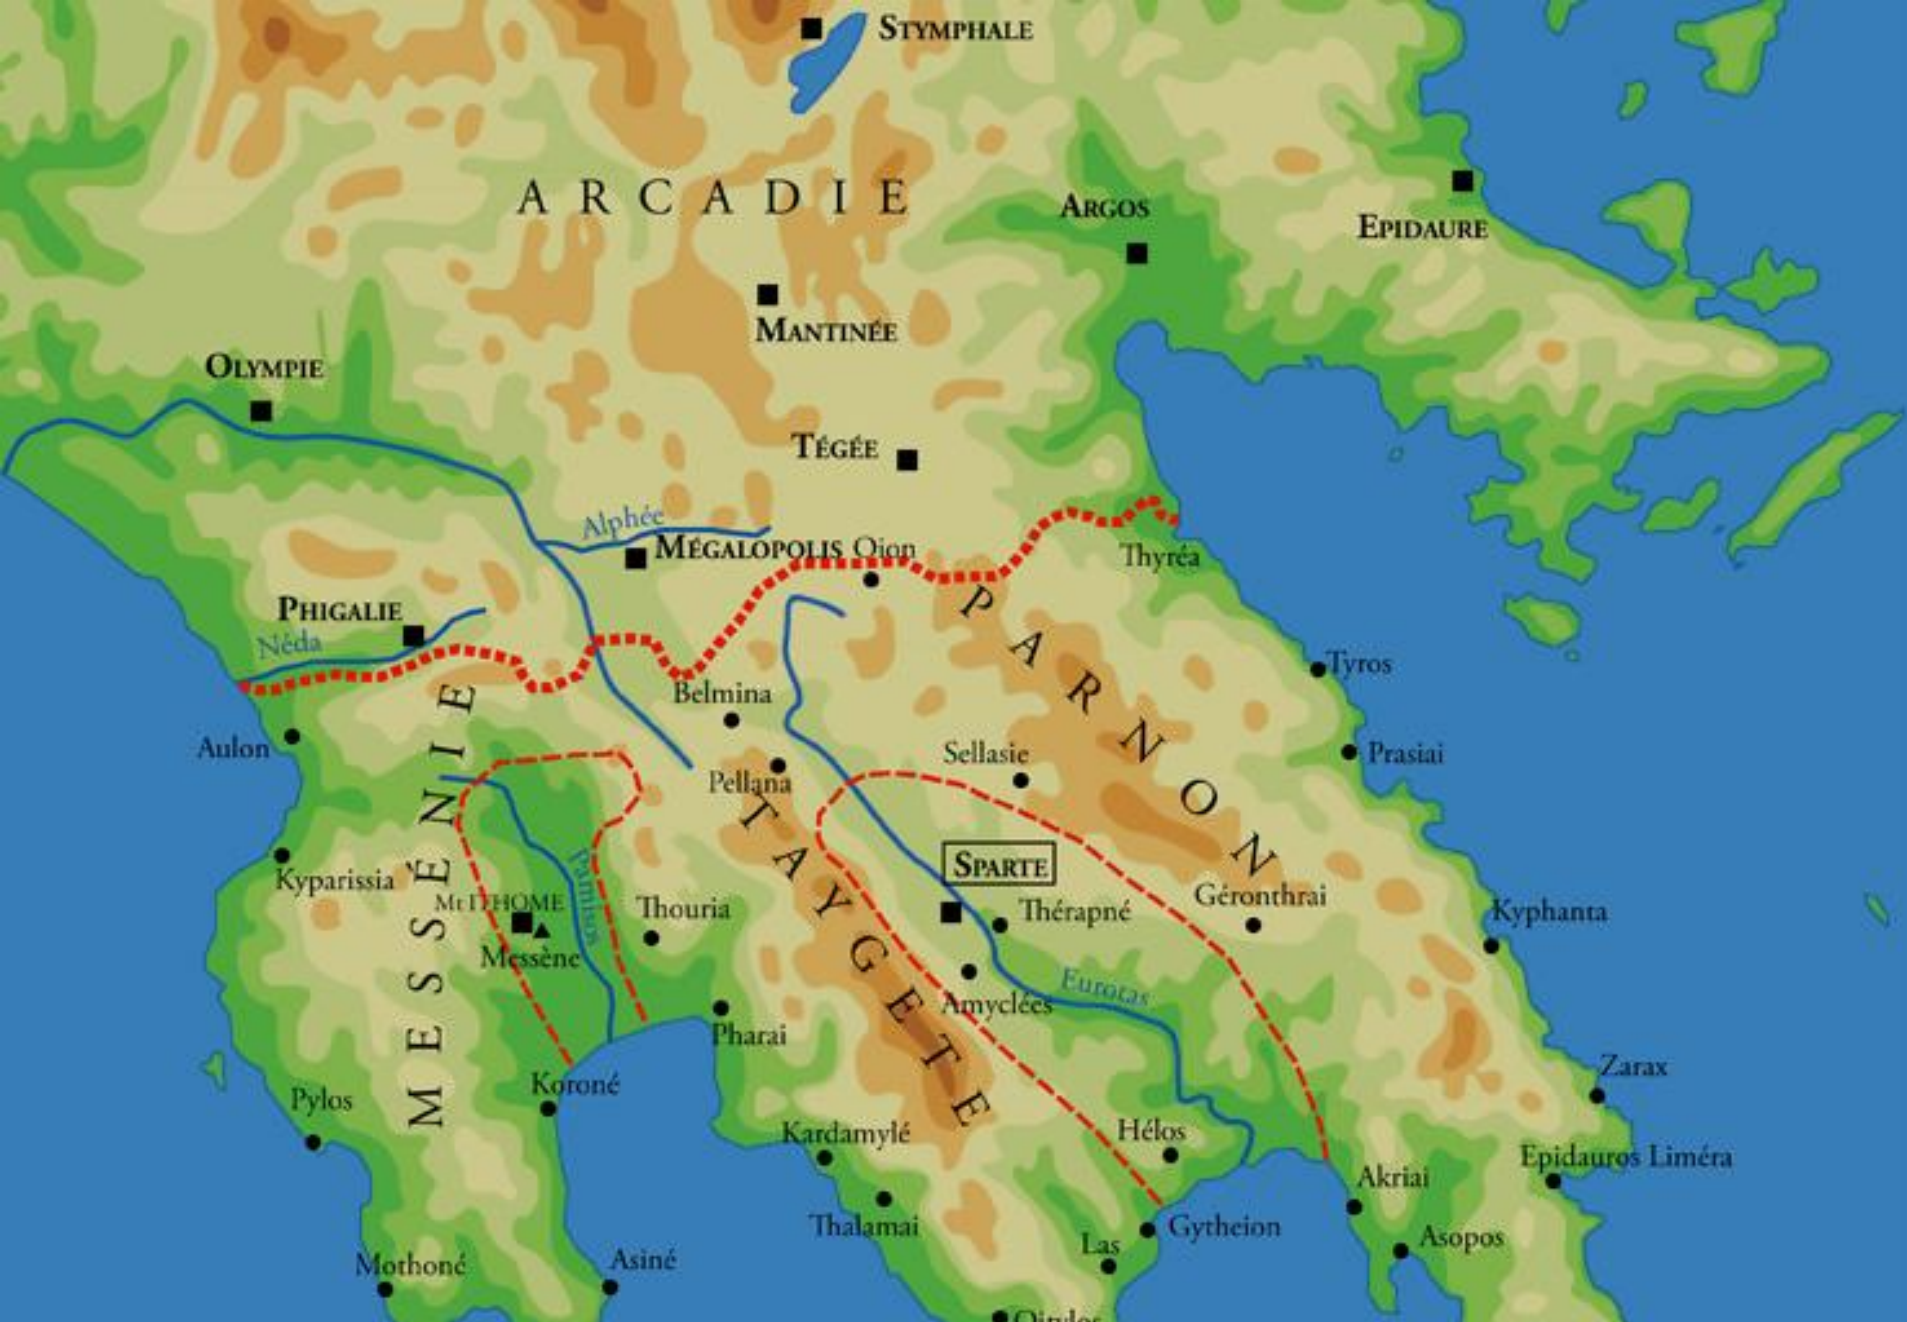 STYMPHALE
ARCADIE
ARGOS
EPIDAURE
MANTINÉE
OLYMPIE
TÉGÉE
Alphée
MÉGALOPOLIS
Oion
Thyréa
PHIGALIE
Néda
PARNON
Tyros
Belmina
Aulon
MESSÉNIE
Sellasie
Prasiai
Pellana
TAYGETE
SPARTE
Kyparissia
Pamisos
Mt ITHOME
Thouria
Thérapné
Géronthrai
Kyphanta
Messène
Eurotas
Amyclées
Pharai
Zarax
Koroné
Pylos
Kardamylé
Hélos
Epidauros Liméra
Akriai
Thalamai
Gytheion
Asopos
Las
Mothoné
Asiné